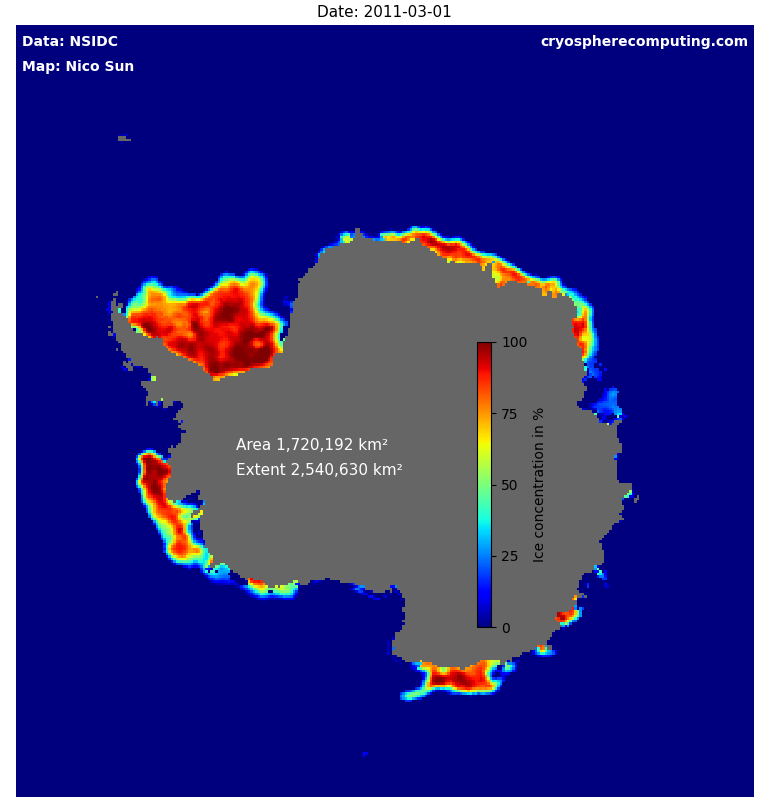 Date: 2011-03-01
Data: NSIDC
cryospherecomputing.com
Map: Nico Sun
100
75
50
25
0
Ice concentration in %
Area 1,720,192 km²
Extent 2,540,630 km²